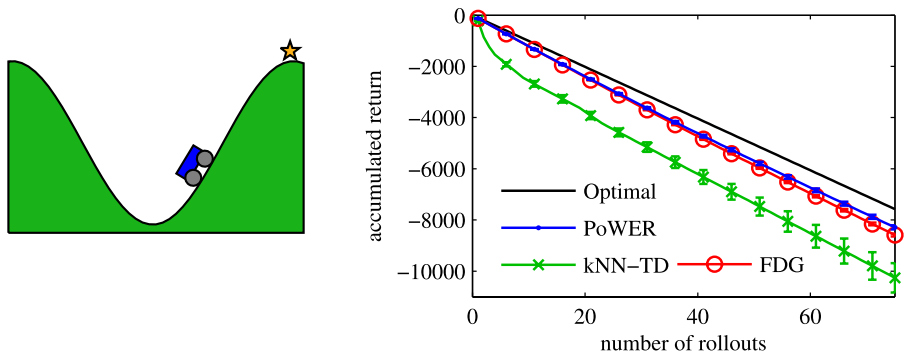 0
−2000
−4000
−6000
−8000
−10000
accumulated return
Optimal
PoWER
kNN−TD
FDG
0
20
40
60
number of rollouts